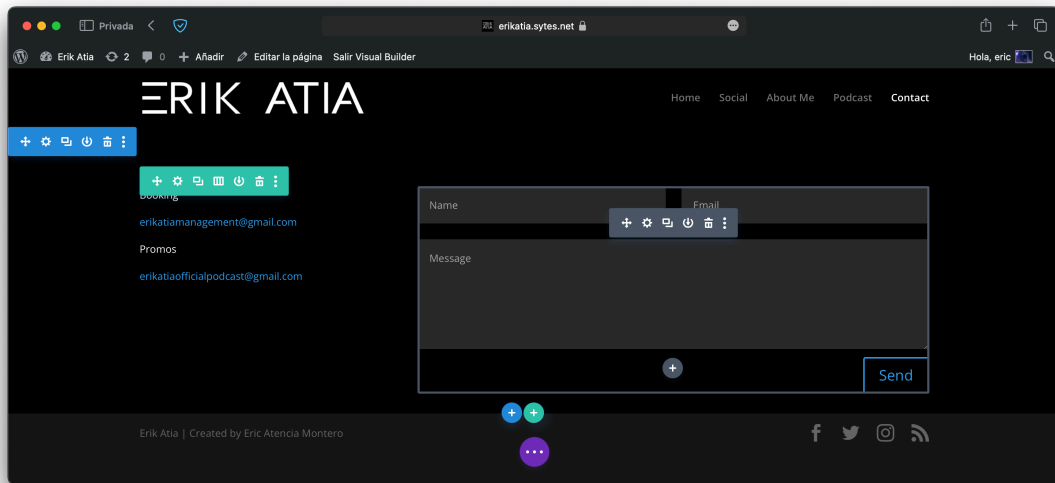 Privada
erikatia.sytes.net
Erik Atia 2 0 Añadir Editar la página Salir Visual Builder
Hola, eric
ERIK ATIA
Home Social About Me Podcast Contact
Booking
erikatiamanagement@gmail.com
Promos
erikatiaofficialpodcast@gmail.com
Name
Email
Message
Send
Erik Atia | Created by Eric Atencia Montero